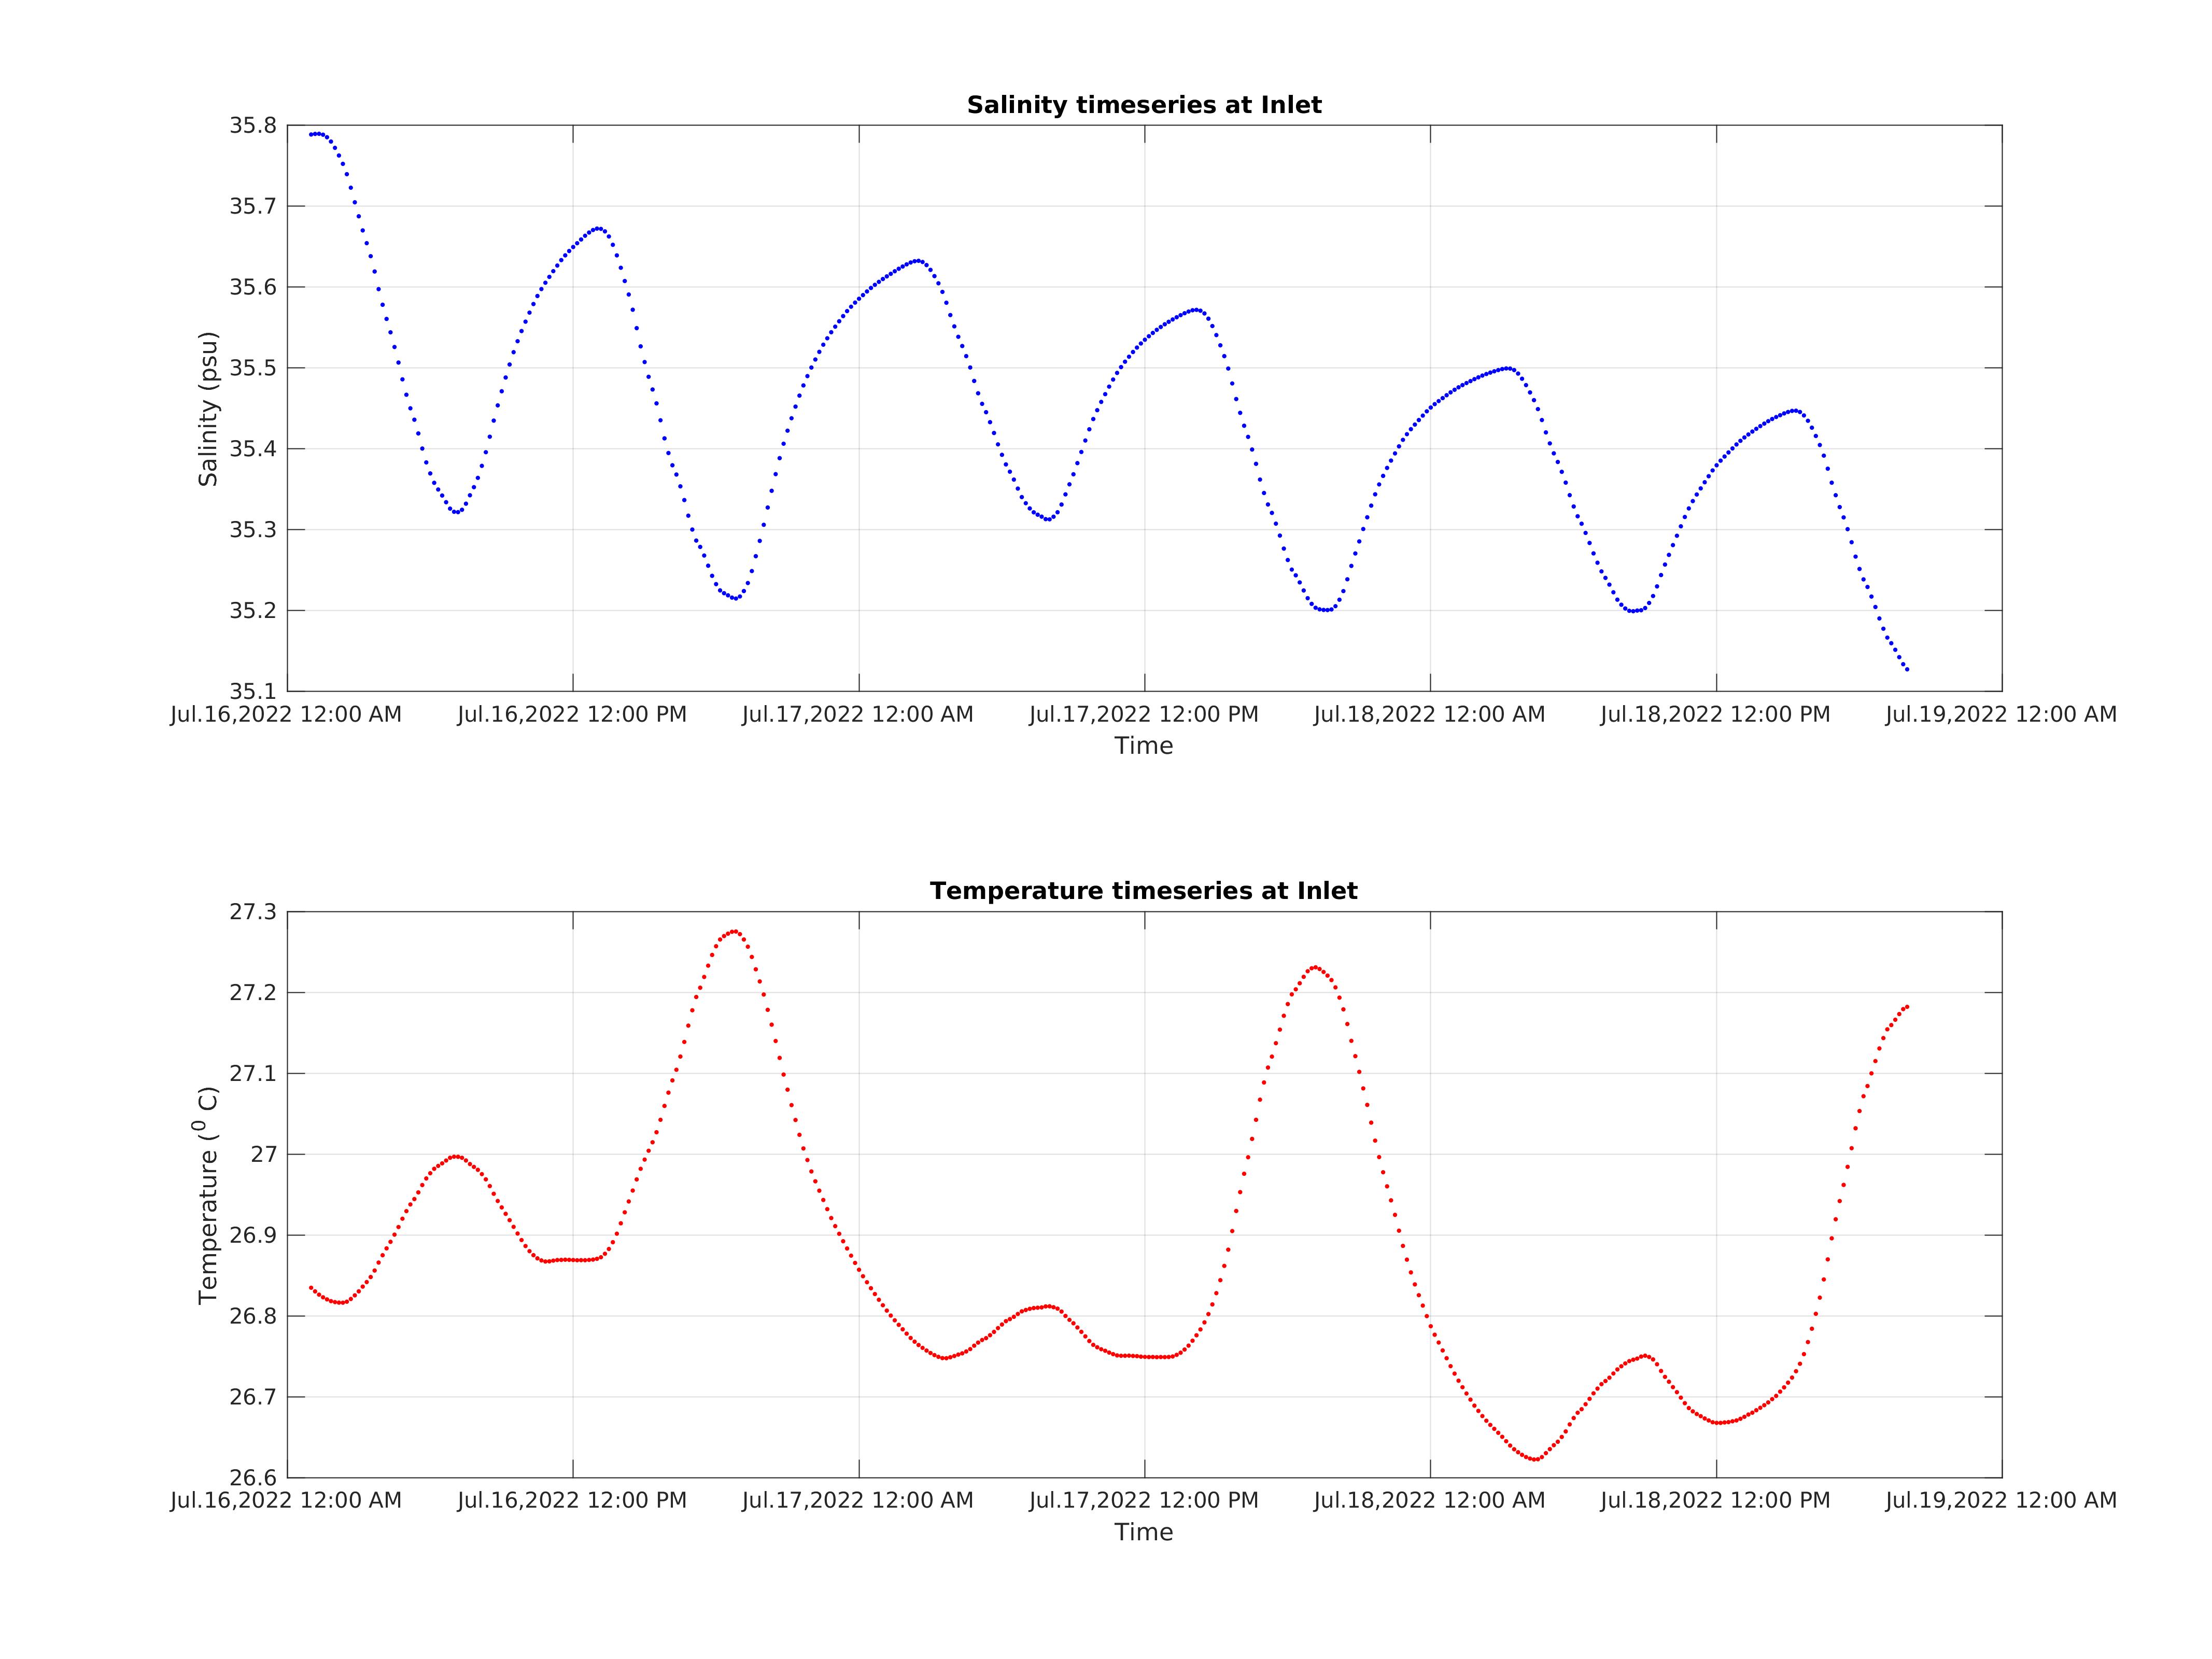 Salinity timeseries at Inlet
35.8
35.7
35.6
35.5
35.4
35.3
35.2
35.1
Salinity (psu)
Jul.16,2022 12:00 AM Jul.16,2022 12:00 PM Jul.17,2022 12:00 AM Jul.17,2022 12:00 PM Jul.18,2022 12:00 AM Jul.18,2022 12:00 PM Jul.19,2022 12:00 AM
Time
Temperature timeseries at Inlet
27.3
27.2
27.1
27
26.9
26.8
26.7
26.6
Temperature (⁰ C)
Jul.16,2022 12:00 AM Jul.16,2022 12:00 PM Jul.17,2022 12:00 AM Jul.17,2022 12:00 PM Jul.18,2022 12:00 AM Jul.18,2022 12:00 PM Jul.19,2022 12:00 AM
Time